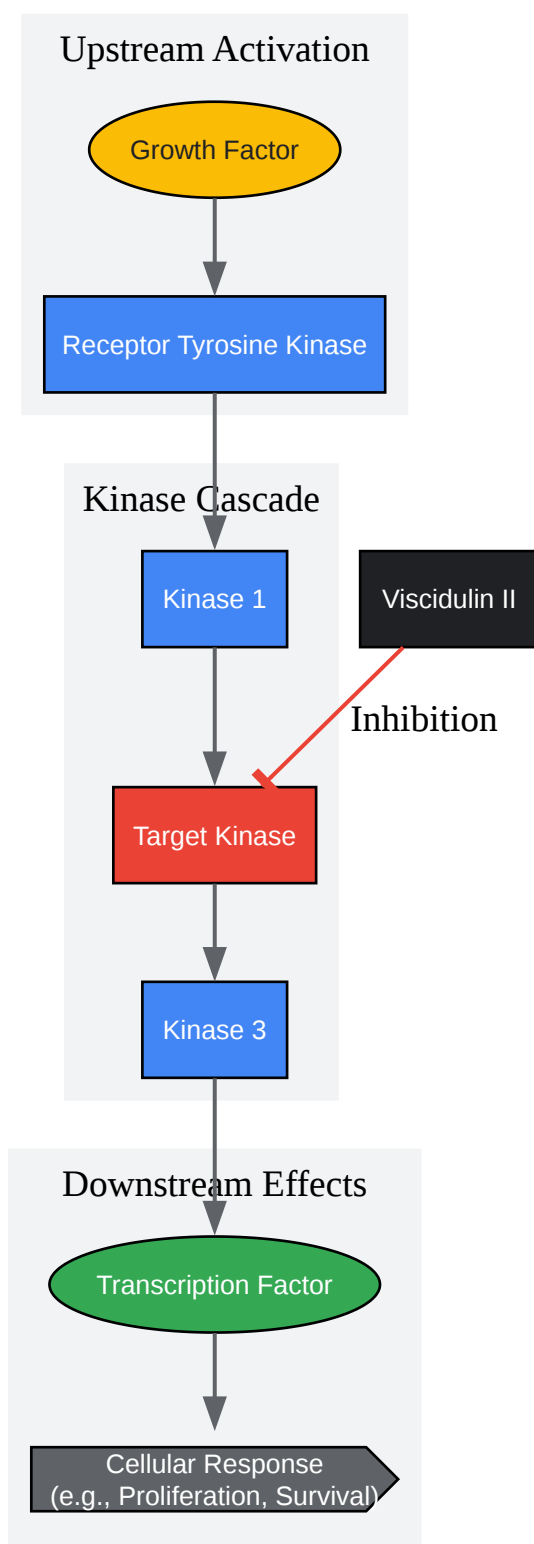 Upstream Activation
Growth Factor
Receptor Tyrosine Kinase
Kinase Cascade
Kinase 1
Viscidulin II
Inhibition
Target Kinase
Kinase 3
Downstream Effects
Transcription Factor
Cellular Response
(e.g., Proliferation, Survival)